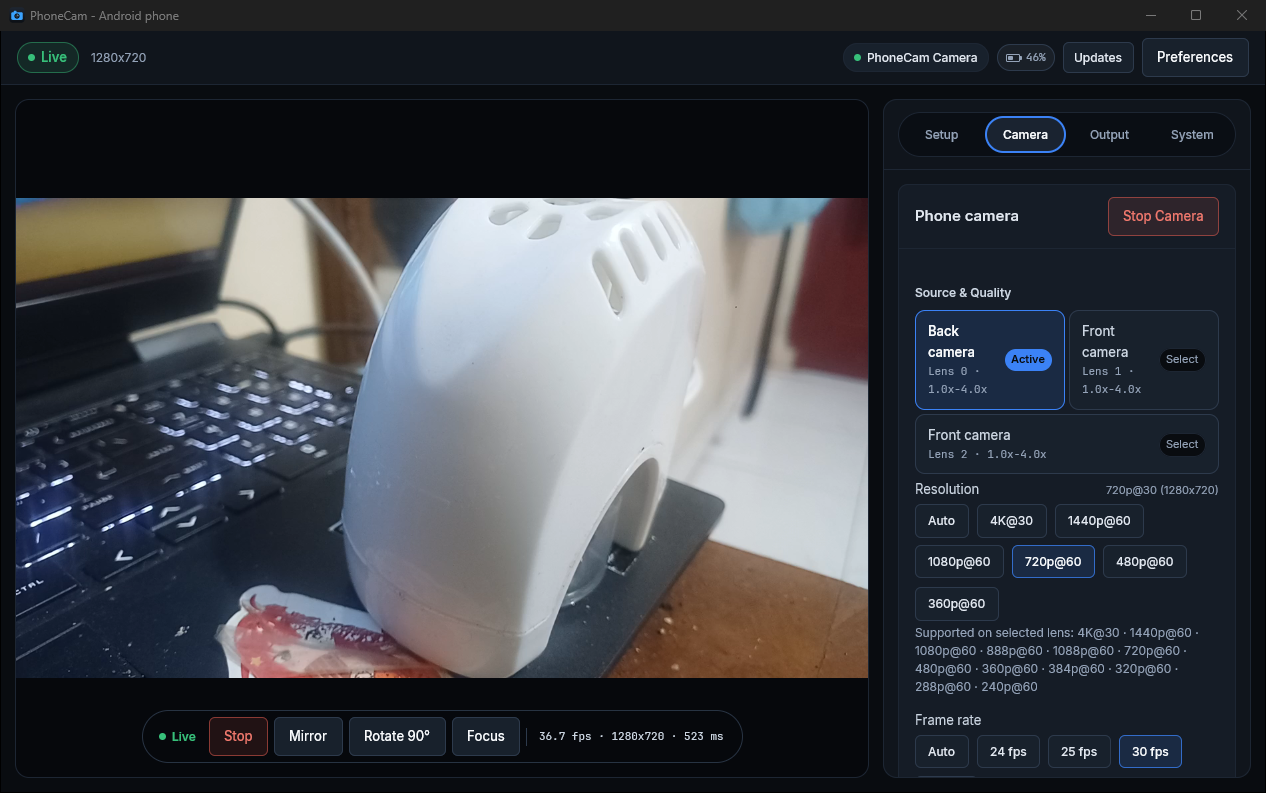 PhoneCam - Android phone
Live
1280x720
PhoneCam Camera
46%
Updates
Preferences
Setup
Camera
Output
System
Phone camera
Stop Camera
Source & Quality
Back
camera
Lens 0 ·
1.0x-4.0x
Active
Front
camera
Lens 1 ·
1.0x-4.0x
Select
Front camera
Lens 2 · 1.0x-4.0x
Select
Resolution
720p@30 (1280x720)
Auto
4K@30
1440p@60
1080p@60
720p@60
480p@60
360p@60
Supported on selected lens: 4K@30 · 1440p@60 ·
1080p@60 · 888p@60 · 1088p@60 · 720p@60 ·
480p@60 · 360p@60 · 384p@60 · 320p@60 ·
288p@60 · 240p@60
Frame rate
Auto
24 fps
25 fps
30 fps
CTRL
Live
Stop
Mirror
Rotate 90°
Focus
36.7 fps · 1280x720 · 523 ms